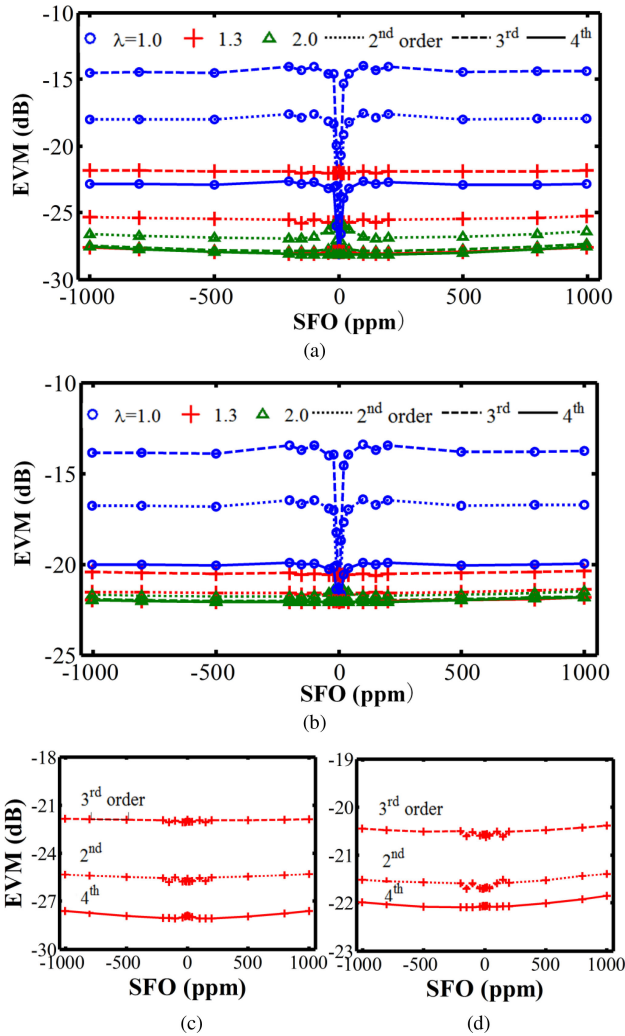 -10
λ=1.0 1.3 2.0 2nd order 3rd 4th
-15
-20
-25
-30
EVM (dB)
-1000 -500 0 500 1000
SFO (ppm)
(a)
-10
λ=1.0 1.3 2.0 2nd order 3rd 4th
-15
-20
-25
EVM (dB)
-1000 -500 0 500 1000
SFO (ppm)
(b)
-18
3rd order
-22
2nd
-26
4th
-30
EVM (dB)
-1000 -500 0 500 1000
SFO (ppm)
(c)
-19
3rd order
-20
-21
2nd
4th
-22
-23
-1000 -500 0 500 1000
SFO (ppm)
(d)